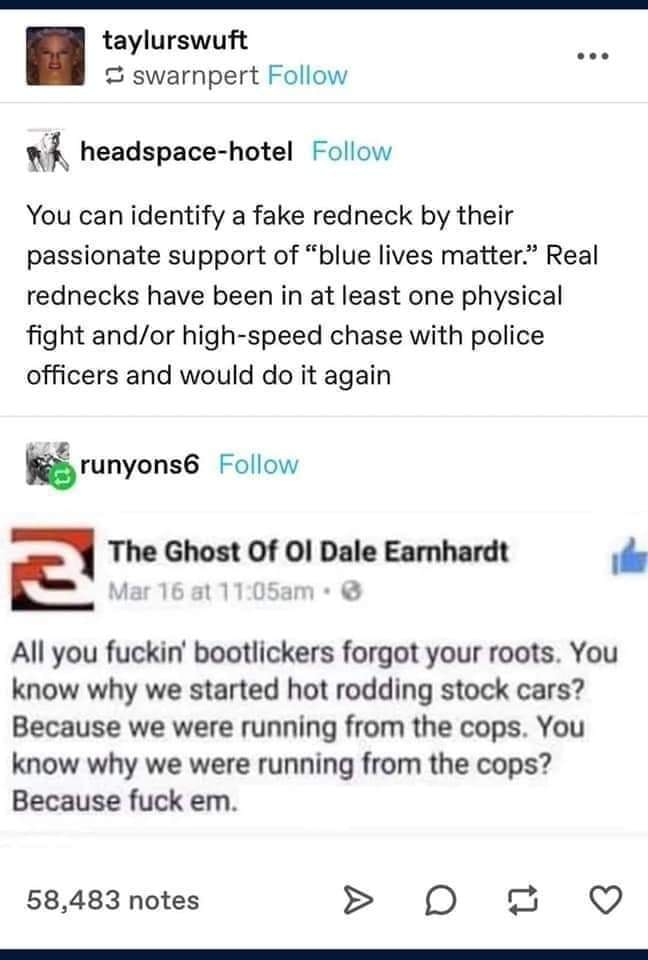 taylurswuft
swarnpert Follow
headspace-hotel Follow
You can identify a fake redneck by their
passionate support of “blue lives matter.” Real
rednecks have been in at least one physical
fight and/or high-speed chase with police
officers and would do it again
runyons6 Follow
3
The Ghost Of Ol Dale Earnhardt
Mar 16 at 11:05am •
All you fuckin' bootlickers forgot your roots. You
know why we started hot rodding stock cars?
Because we were running from the cops. You
know why we were running from the cops?
Because fuck em.
58,483 notes